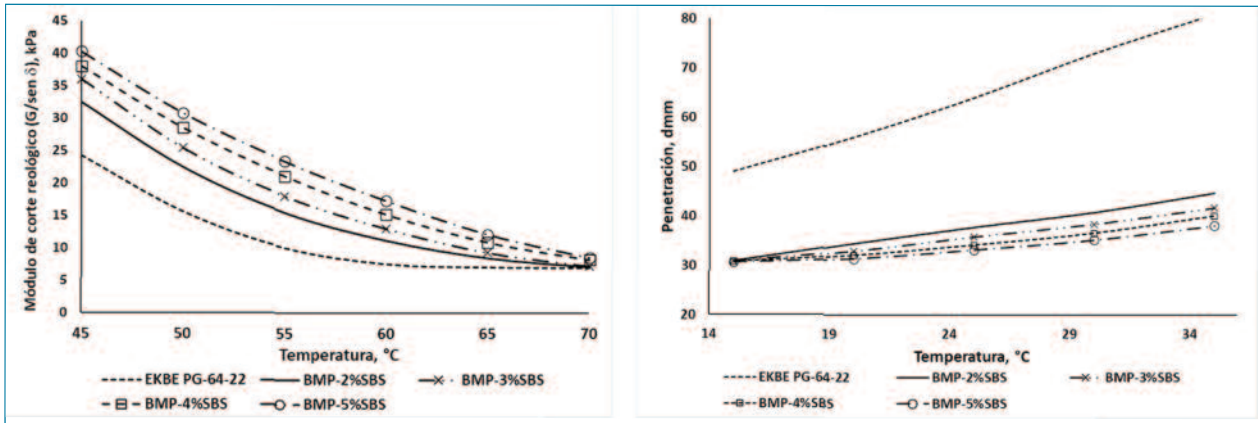 Módulo de corte reológico (G/sen δ), kPa
45
40
35
30
25
20
15
10
5
0
45 50 55 60 65 70
Temperatura, °C
EKBE PG-64-22 BMP-2%SBS BMP-3%SBS
BMP-4%SBS BMP-5%SBS
Penetración, dmm
80
70
60
50
40
30
20
14 19 24 29 34
Temperatura, °C
EKBE PG-64-22 BMP-2%SBS BMP-3%SBS
BMP-4%SBS BMP-5%SBS